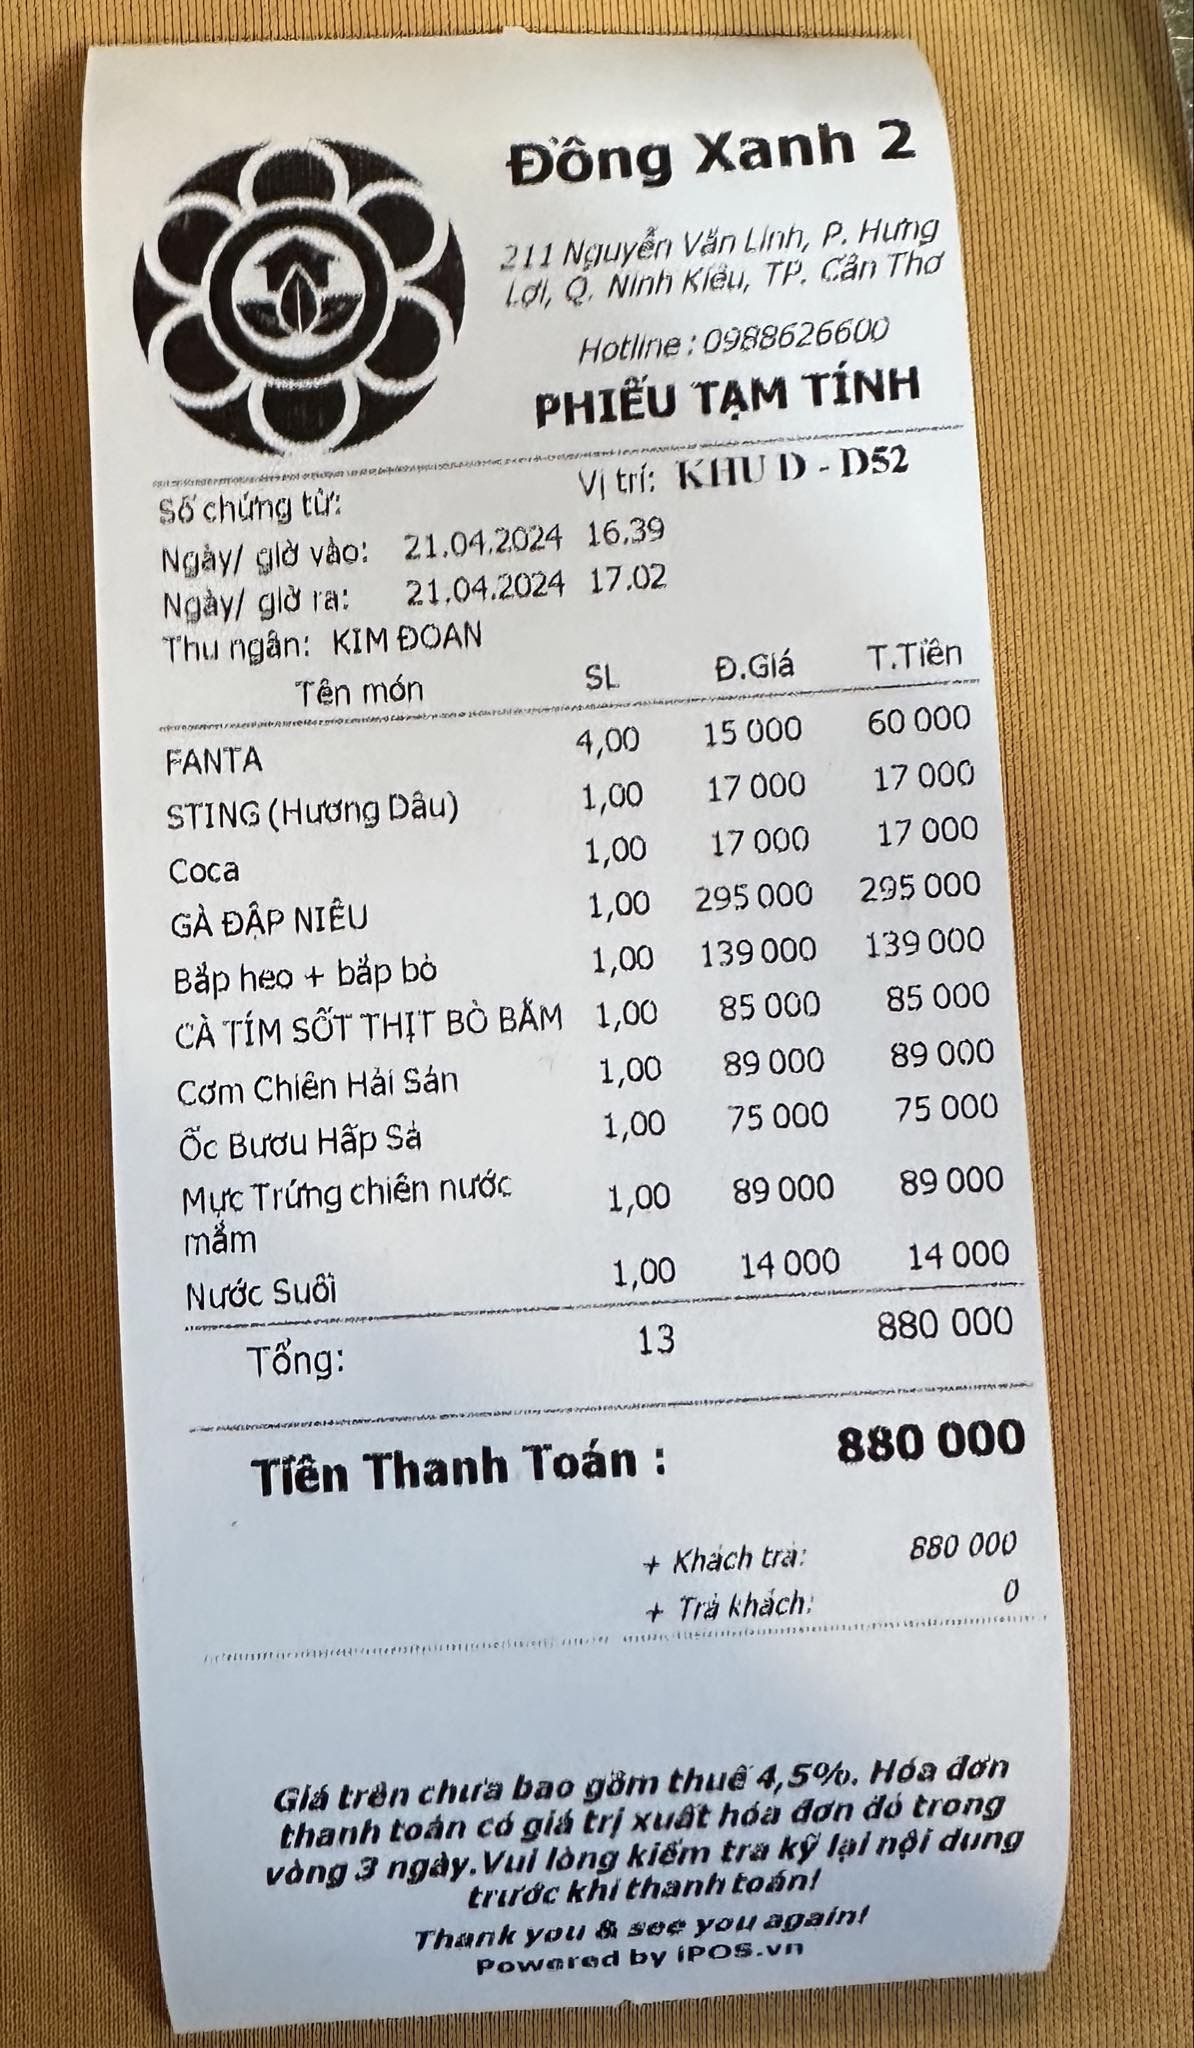 Đồng Xanh 2
211 Nguyễn Văn Linh, P. Hưng
Lợi, Q. Ninh Kiều, TP. Cần Thơ
Hotline : 0988626600
PHIẾU TẠM TÍNH
Số chứng từ: Vị trí: KHU D - D52
Ngày/ giờ vào: 21.04.2024 16.39
Ngày/ giờ ra: 21.04.2024 17.02
Thu ngân: KIM ĐOAN
Tên món SL Đ.Giá T.Tiền
FANTA 4,00 15 000 60 000
STING (Hương Dâu) 1,00 17 000 17 000
Coca 1,00 17 000 17 000
GÀ ĐẬP NIÊU 1,00 295 000 295 000
Bắp heo + bắp bò 1,00 139 000 139 000
CÀ TÍM SỐT THỊT BÒ BẰM 1,00 85 000 85 000
Cơm Chiên Hải Sản 1,00 89 000 89 000
Ốc Bươu Hấp Sả 1,00 75 000 75 000
Mực Trứng chiên nước 1,00 89 000 89 000
mắm
Nước Suối 1,00 14 000 14 000
Tổng: 13 880 000
Tiền Thanh Toán : 880 000
+ Khách trả: 880 000
+ Trả khách: 0
Giá trên chưa bao gồm thuế 4,5%. Hóa đơn
thanh toán có giá trị xuất hóa đơn đỏ trong
vòng 3 ngày.Vui lòng kiểm tra kỹ lại nội dung
trước khi thanh toán!
Thank you & see you again!
Powered by iPOS.vn